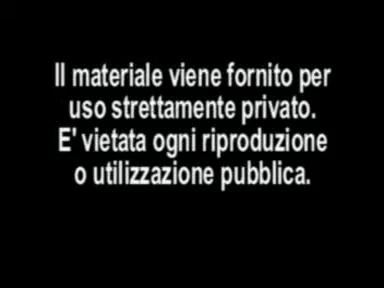 Il materiale viene fornito per
uso strettamente privato.
E' vietata ogni riproduzione
o utilizzazione pubblica.